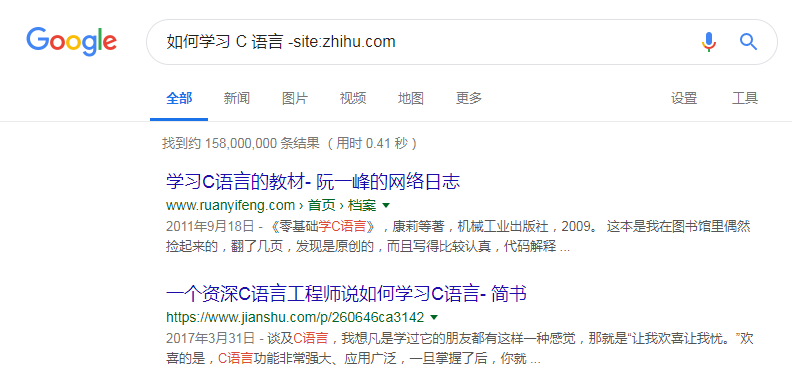 Google
如何学习 C 语言 -site:zhihu.com
全部 新闻 图片 视频 地图 更多 设置 工具
找到约 158,000,000 条结果 （用时 0.41 秒）
学习C语言的教材- 阮一峰的网络日志
www.ruanyifeng.com › 首页 › 档案
2011年9月18日 - 《零基础学C语言》，康莉等著，机械工业出版社，2009。 这本是我在图书馆里偶然
捡起来的，翻了几页，发现是原创的，而且写得比较认真，代码解释 ...
一个资深C语言工程师说如何学习C语言- 简书
https://www.jianshu.com/p/260646ca3142
2017年3月31日 - 谈及C语言，我想凡是学过它的朋友都有这样一种感觉，那就是“让我欢喜让我忧。”欢
喜的是，C语言功能非常强大、应用广泛，一旦掌握了后，你就 ...